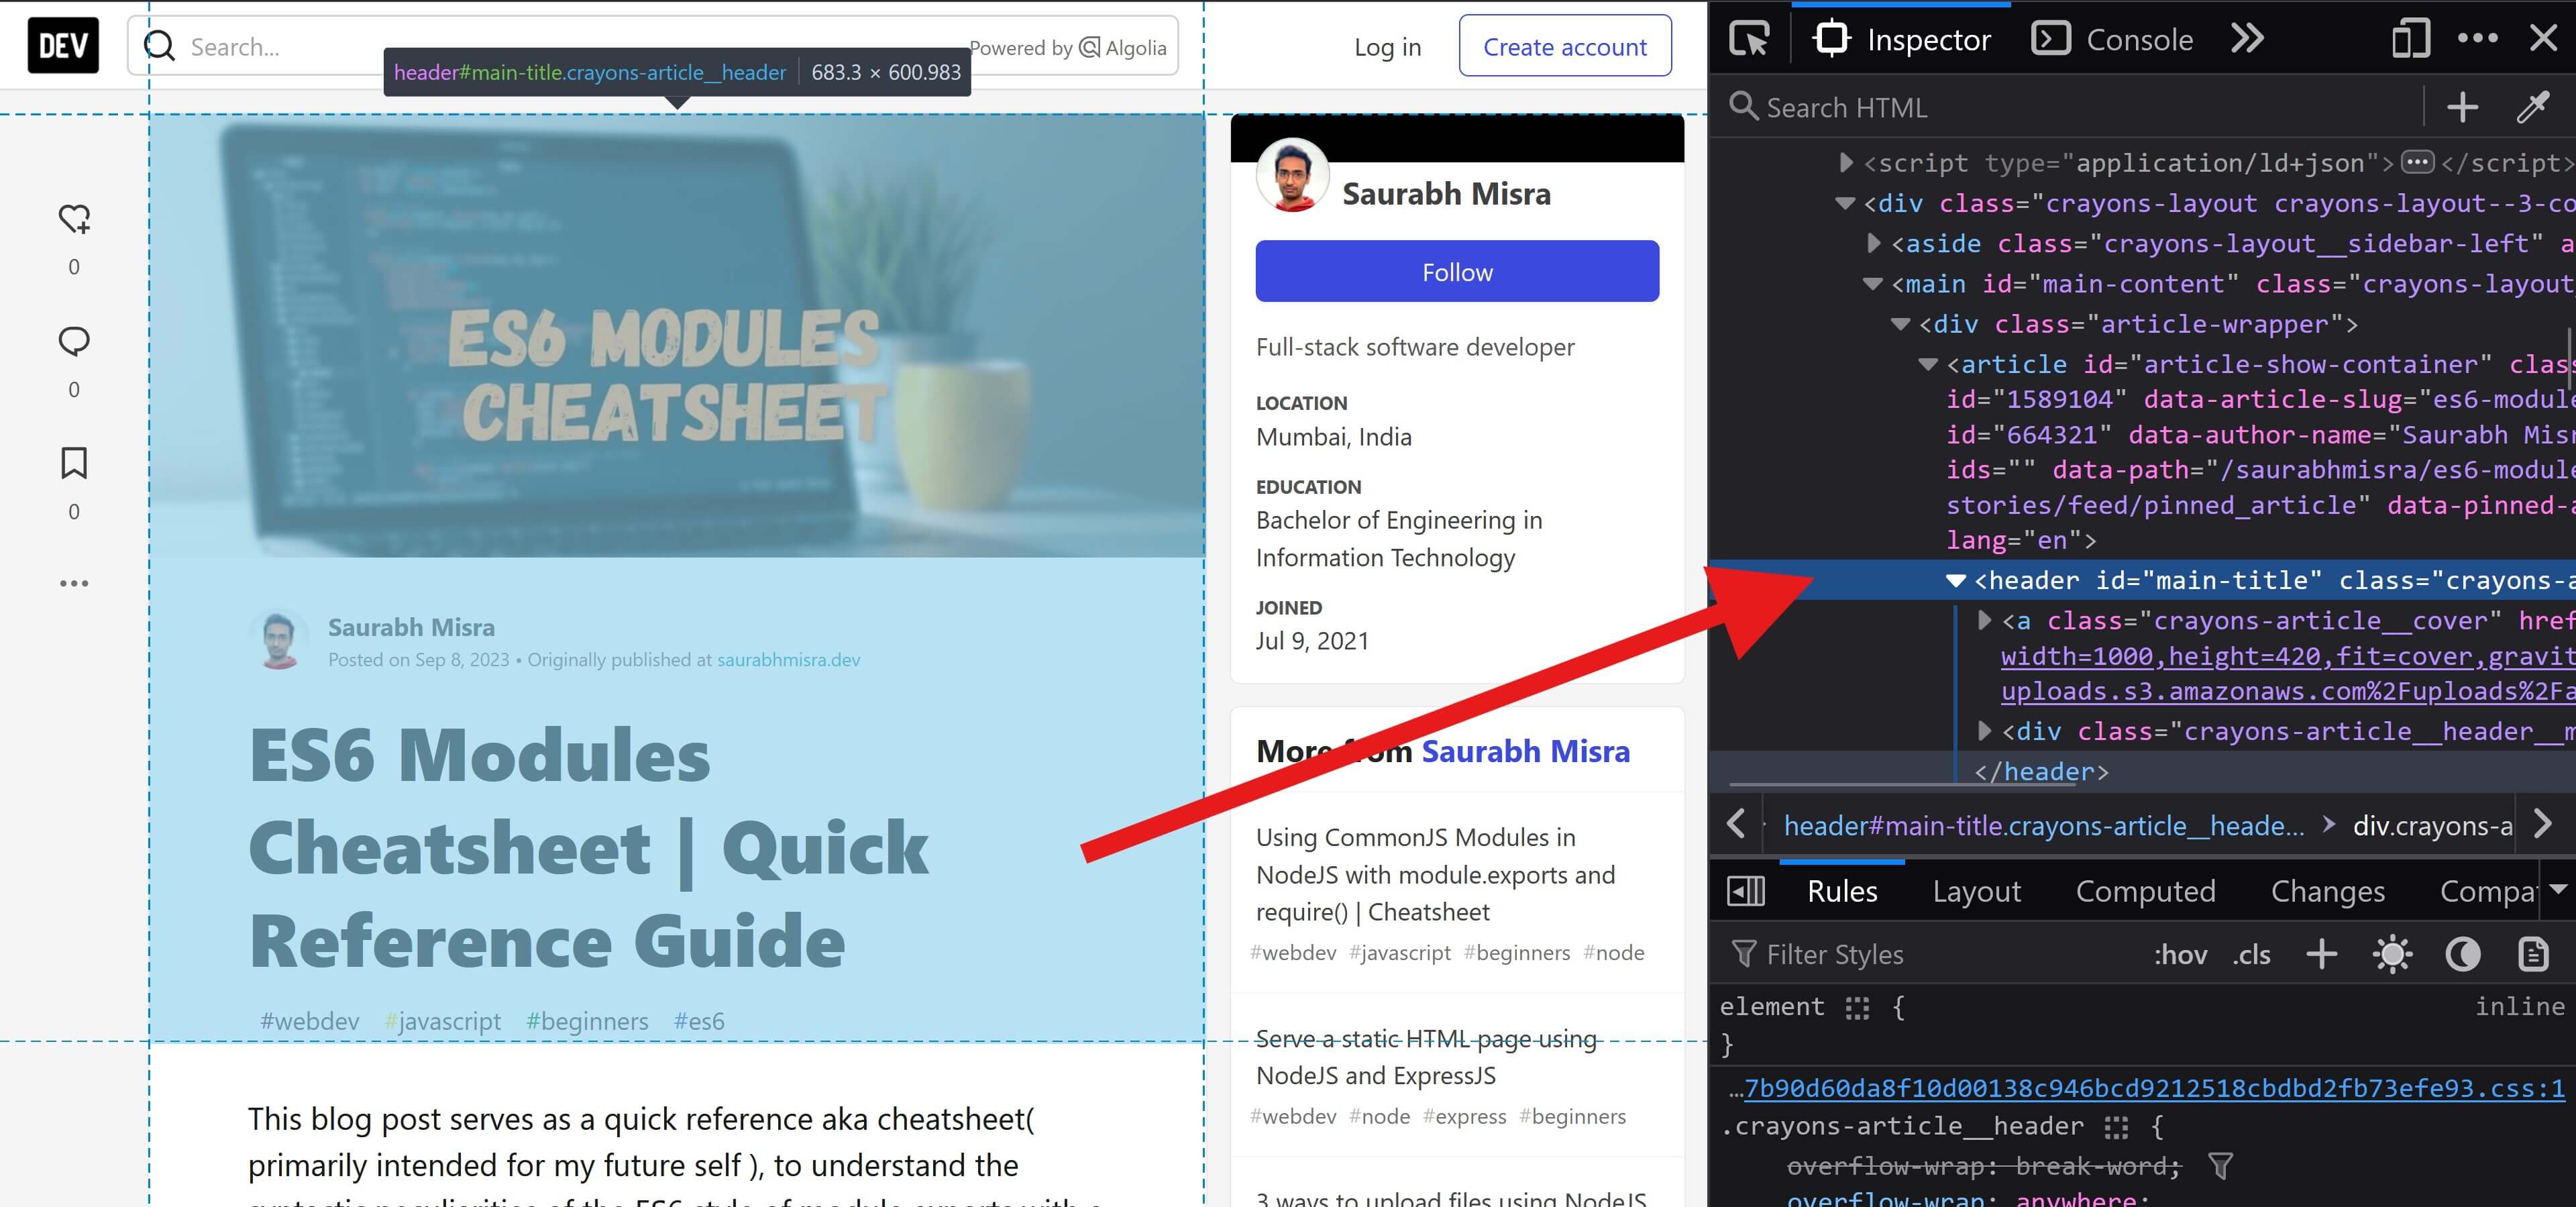 DEV
Search...
Powered by Algolia
header#main-title.crayons-article__header 683.3 × 600.983
Log in
Create account
0
0
0
ES6 MODULES
CHEATSHEET
Saurabh Misra
Posted on Sep 8, 2023 • Originally published at saurabhmisra.dev
ES6 Modules
Cheatsheet | Quick
Reference Guide
#webdev #javascript #beginners #es6
This blog post serves as a quick reference aka cheatsheet(
primarily intended for my future self ), to understand the
Saurabh Misra
Follow
Full-stack software developer
LOCATION
Mumbai, India
EDUCATION
Bachelor of Engineering in
Information Technology
JOINED
Jul 9, 2021
More from Saurabh Misra
Using CommonJS Modules in
NodeJS with module.exports and
require() | Cheatsheet
#webdev #javascript #beginners #node
Serve a static HTML page using
NodeJS and ExpressJS
#webdev #node #express #beginners
3 ways to upload files using NodeJS
Inspector
Console
Search HTML
<script type="application/ld+json"> </script>
<div class="crayons-layout crayons-layout--3-co
<aside class="crayons-layout__sidebar-left" a
<main id="main-content" class="crayons-layout
<div class="article-wrapper">
<article id="article-show-container" clas
id="1589104" data-article-slug="es6-module
id="664321" data-author-name="Saurabh Mis
ids="" data-path="/saurabhmisra/es6-module
stories/feed/pinned_article" data-pinned-a
lang="en">
<header id="main-title" class="crayons-a
<a class="crayons-article__cover" href
width=1000,height=420,fit=cover,gravit
uploads.s3.amazonaws.com%2Fuploads%2Fa
<div class="crayons-article__header__m
</header>
header#main-title.crayons-article__heade... div.crayons-a
Rules
Layout
Computed
Changes
Compa
Filter Styles
:hov
.cls
element {
inline
}
…7b90d60da8f10d00138c946bcd9212518cbdbd2fb73efe93.css:1
.crayons-article__header {
overflow-wrap: break-word;
overflow-wrap: anywhere;